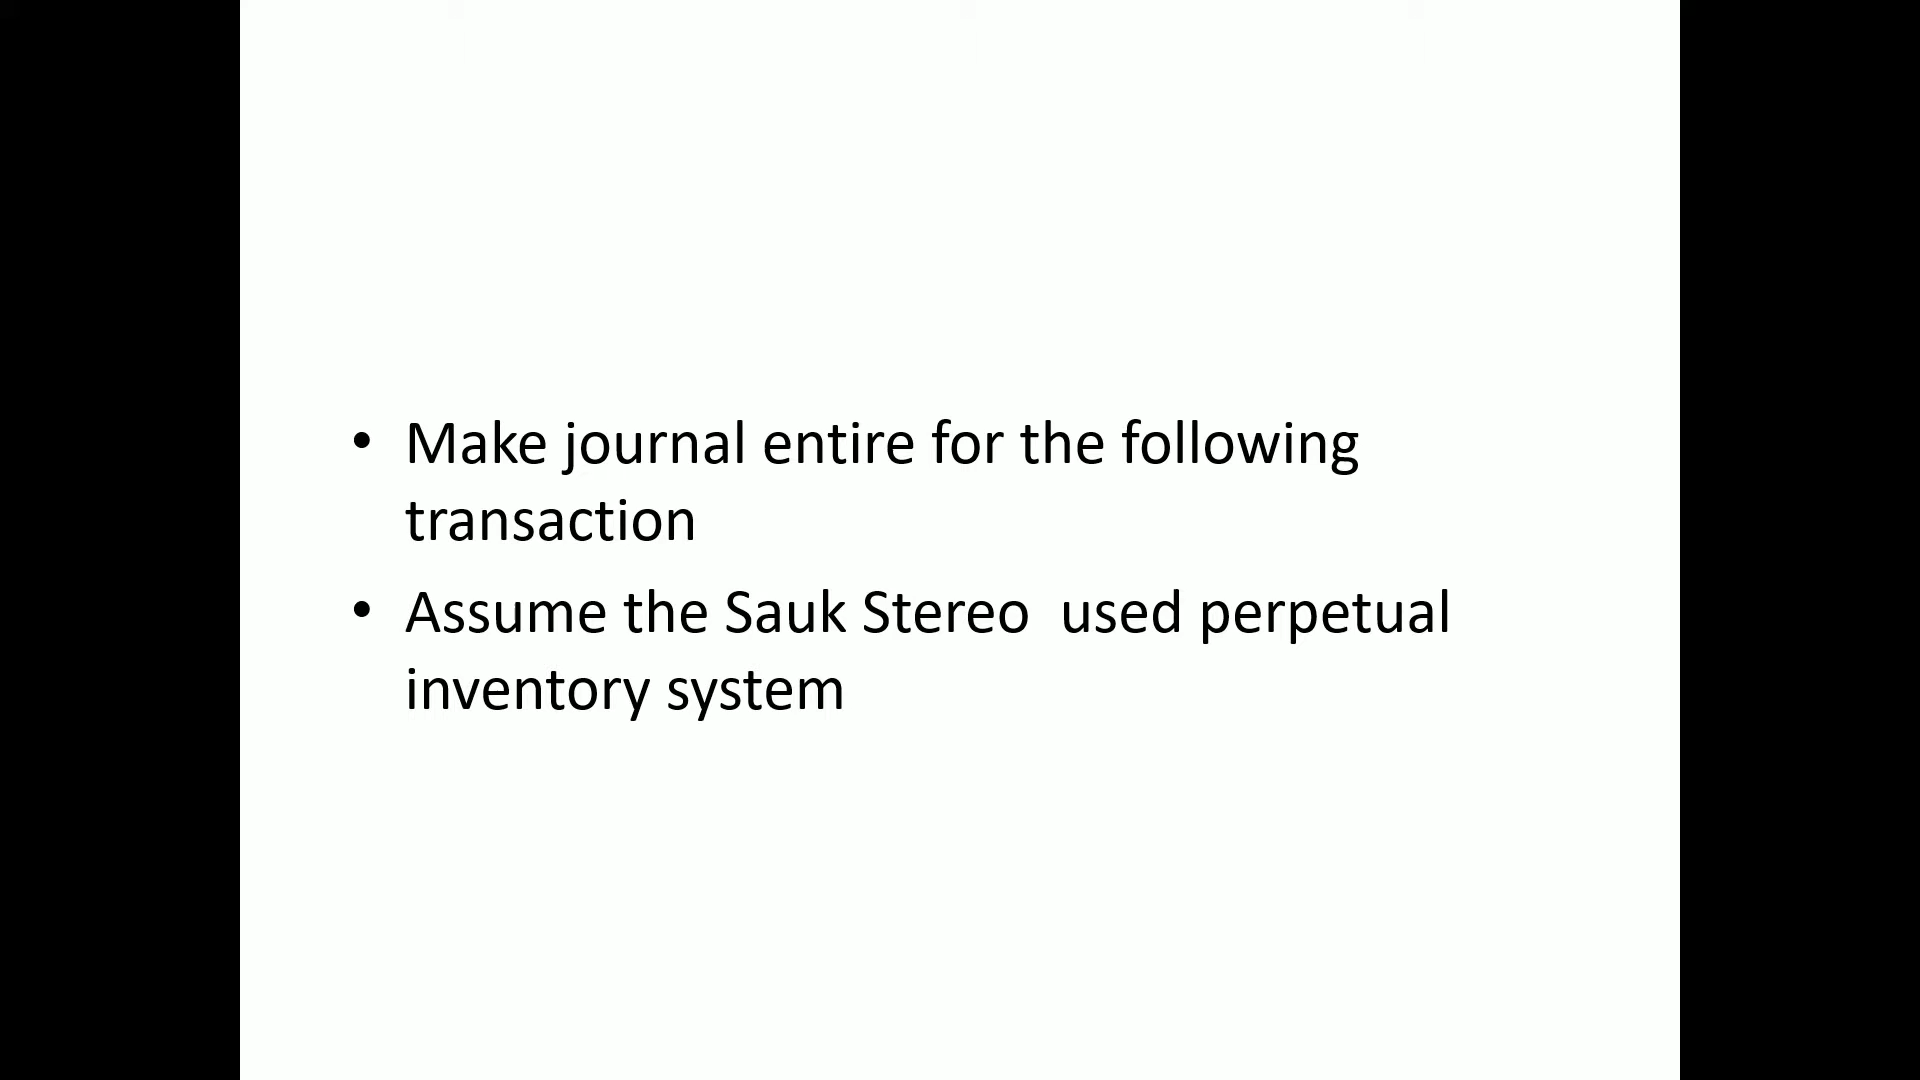 • Make journal entire for the following
transaction
• Assume the Sauk Stereo  used perpetual
inventory system